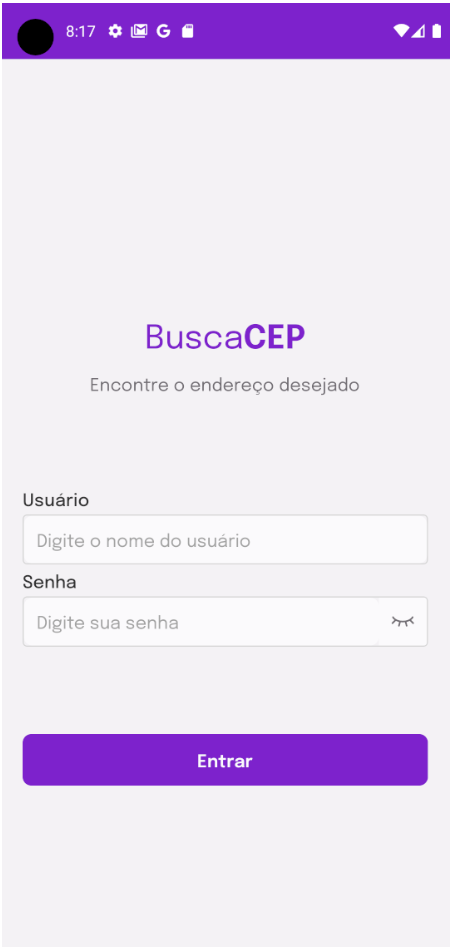 8:17
BuscaCEP
Encontre o endereço desejado
Usuário
Digite o nome do usuário
Senha
Digite sua senha
Entrar